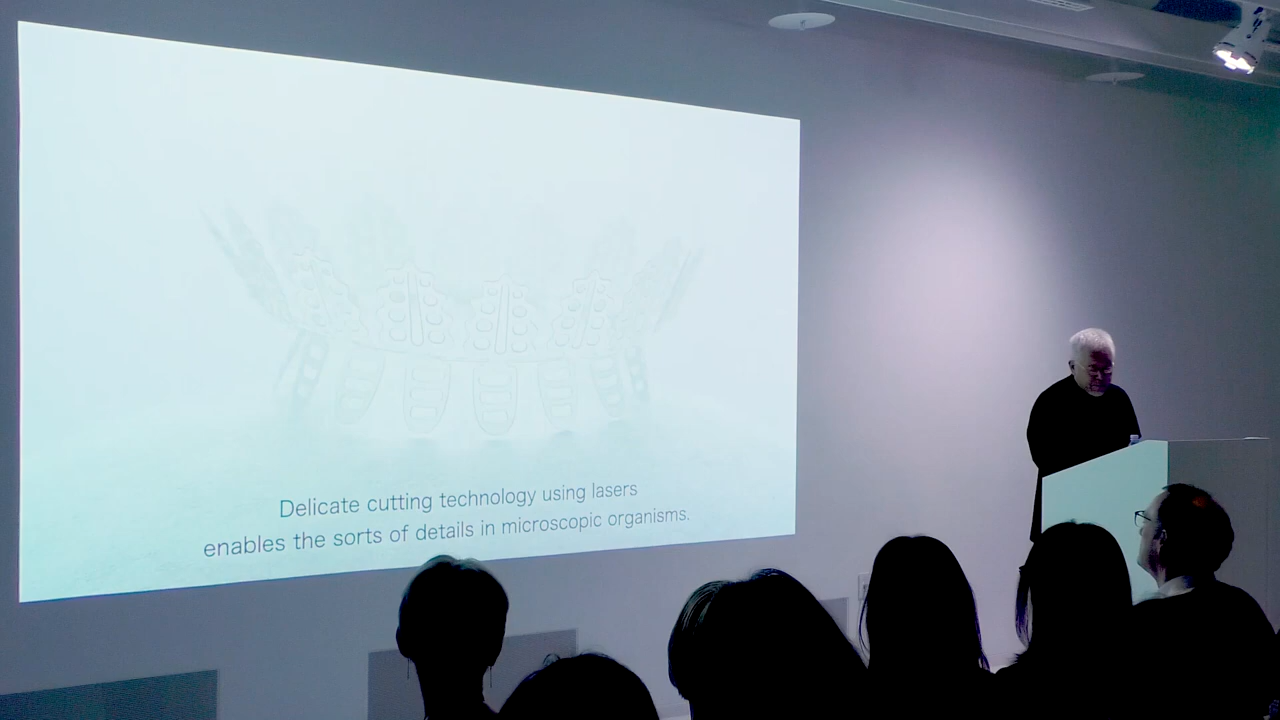 Delicate cutting technology using lasers
enables the sorts of details in microscopic organisms.